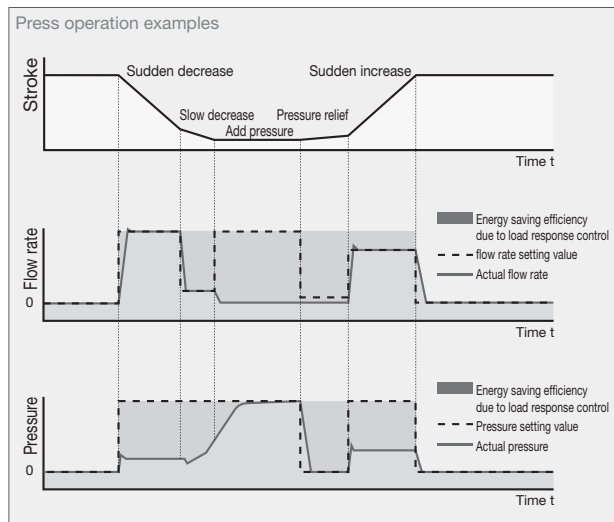 Press operation examples
Stroke
Sudden decrease
Sudden increase
Slow decrease
Pressure relief
Add pressure
Time t
Flow rate
0
Energy saving efficiency
due to load response control
flow rate setting value
Actual flow rate
Time t
Pressure
0
Energy saving efficiency
due to load response control
Pressure setting value
Actual pressure
Time t